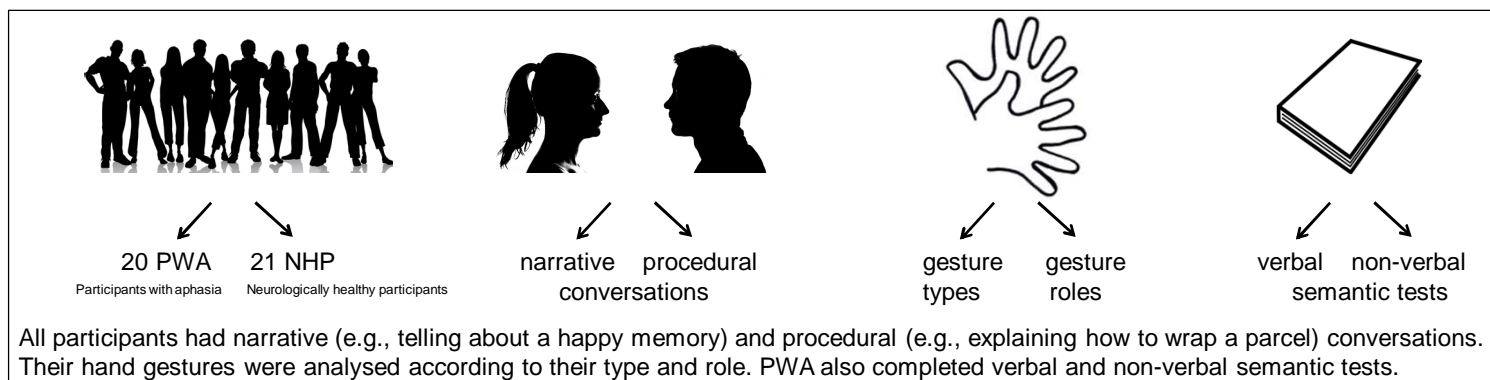 20 PWA
Participants with aphasia
21 NHP
Neurologically healthy participants
narrative procedural
conversations
gesture
types
gesture
roles
verbal non-verbal
semantic tests
All participants had narrative (e.g., telling about a happy memory) and procedural (e.g., explaining how to wrap a parcel) conversations.
Their hand gestures were analysed according to their type and role. PWA also completed verbal and non-verbal semantic tests.